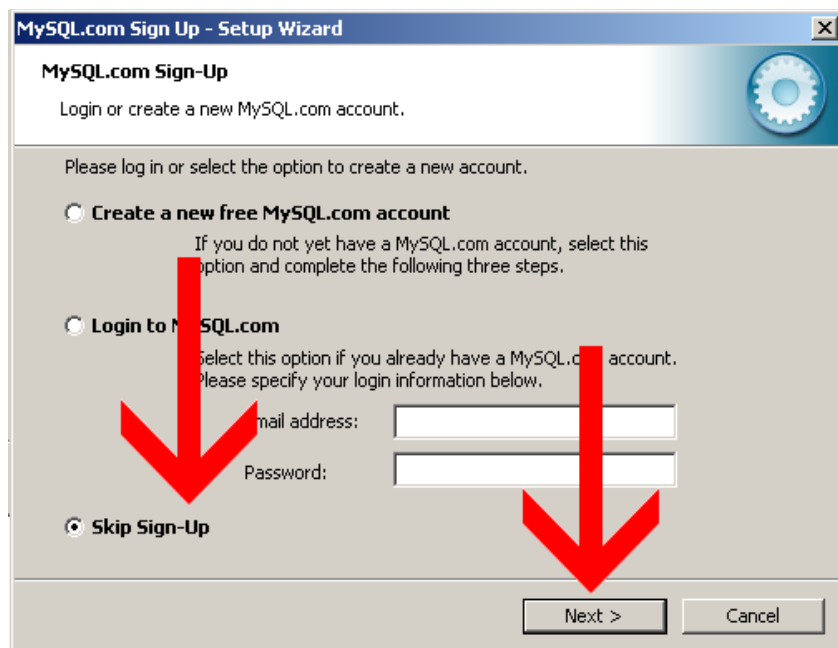 MySQL.com Sign Up - Setup Wizard
MySQL.com Sign-Up
Login or create a new MySQL.com account.
Please log in or select the option to create a new account.
Create a new free MySQL.com account
If you do not yet have a MySQL.com account, select this
option and complete the following three steps.
Login to MySQL.com
Select this option if you already have a MySQL.com account.
Please specify your login information below.
Email address:
Password:
Skip Sign-Up
Next >
Cancel